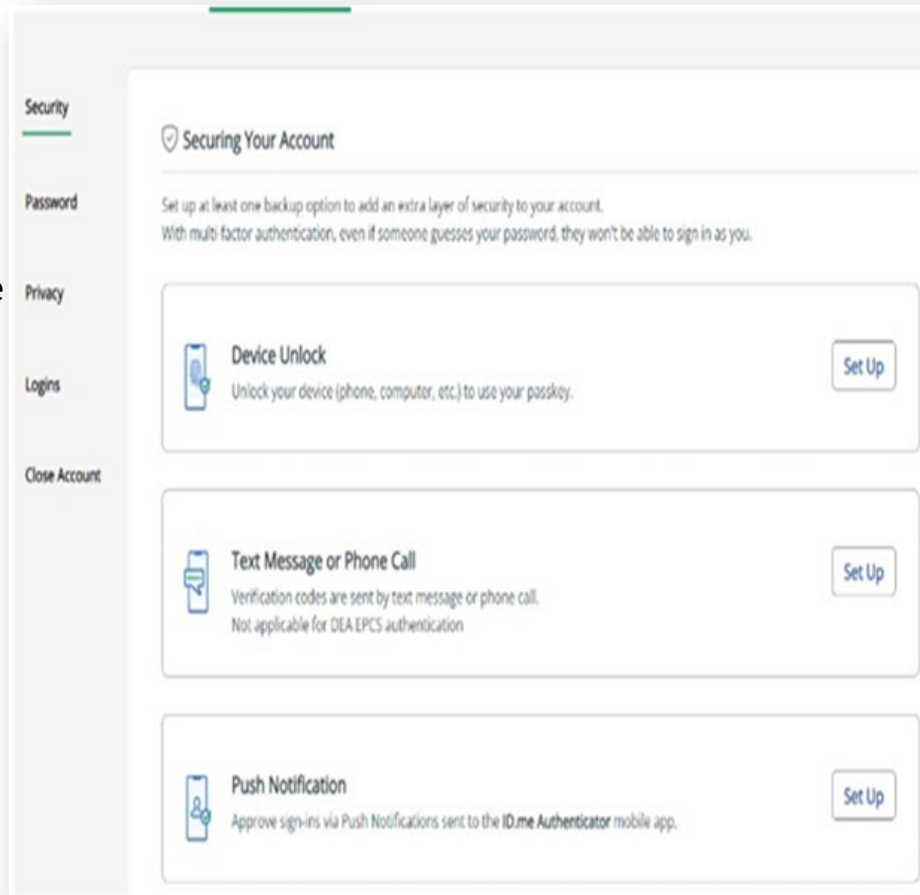 Security
Password
e
Privacy
Logins
Close Account
Securing Your Account
Set up at least one backup option to add an extra layer of security to your account.
With multi factor authentication, even if someone guesses your password, they won't be able to sign in as you.
Device Unlock
Unlock your device (phone, computer, etc.) to use your passkey.
Set Up
Text Message or Phone Call
Verification codes are sent by text message or phone call.
Not applicable for DEA EPCS authentication
Set Up
Push Notification
Approve sign-ins via Push Notifications sent to the ID.me Authenticator mobile app.
Set Up